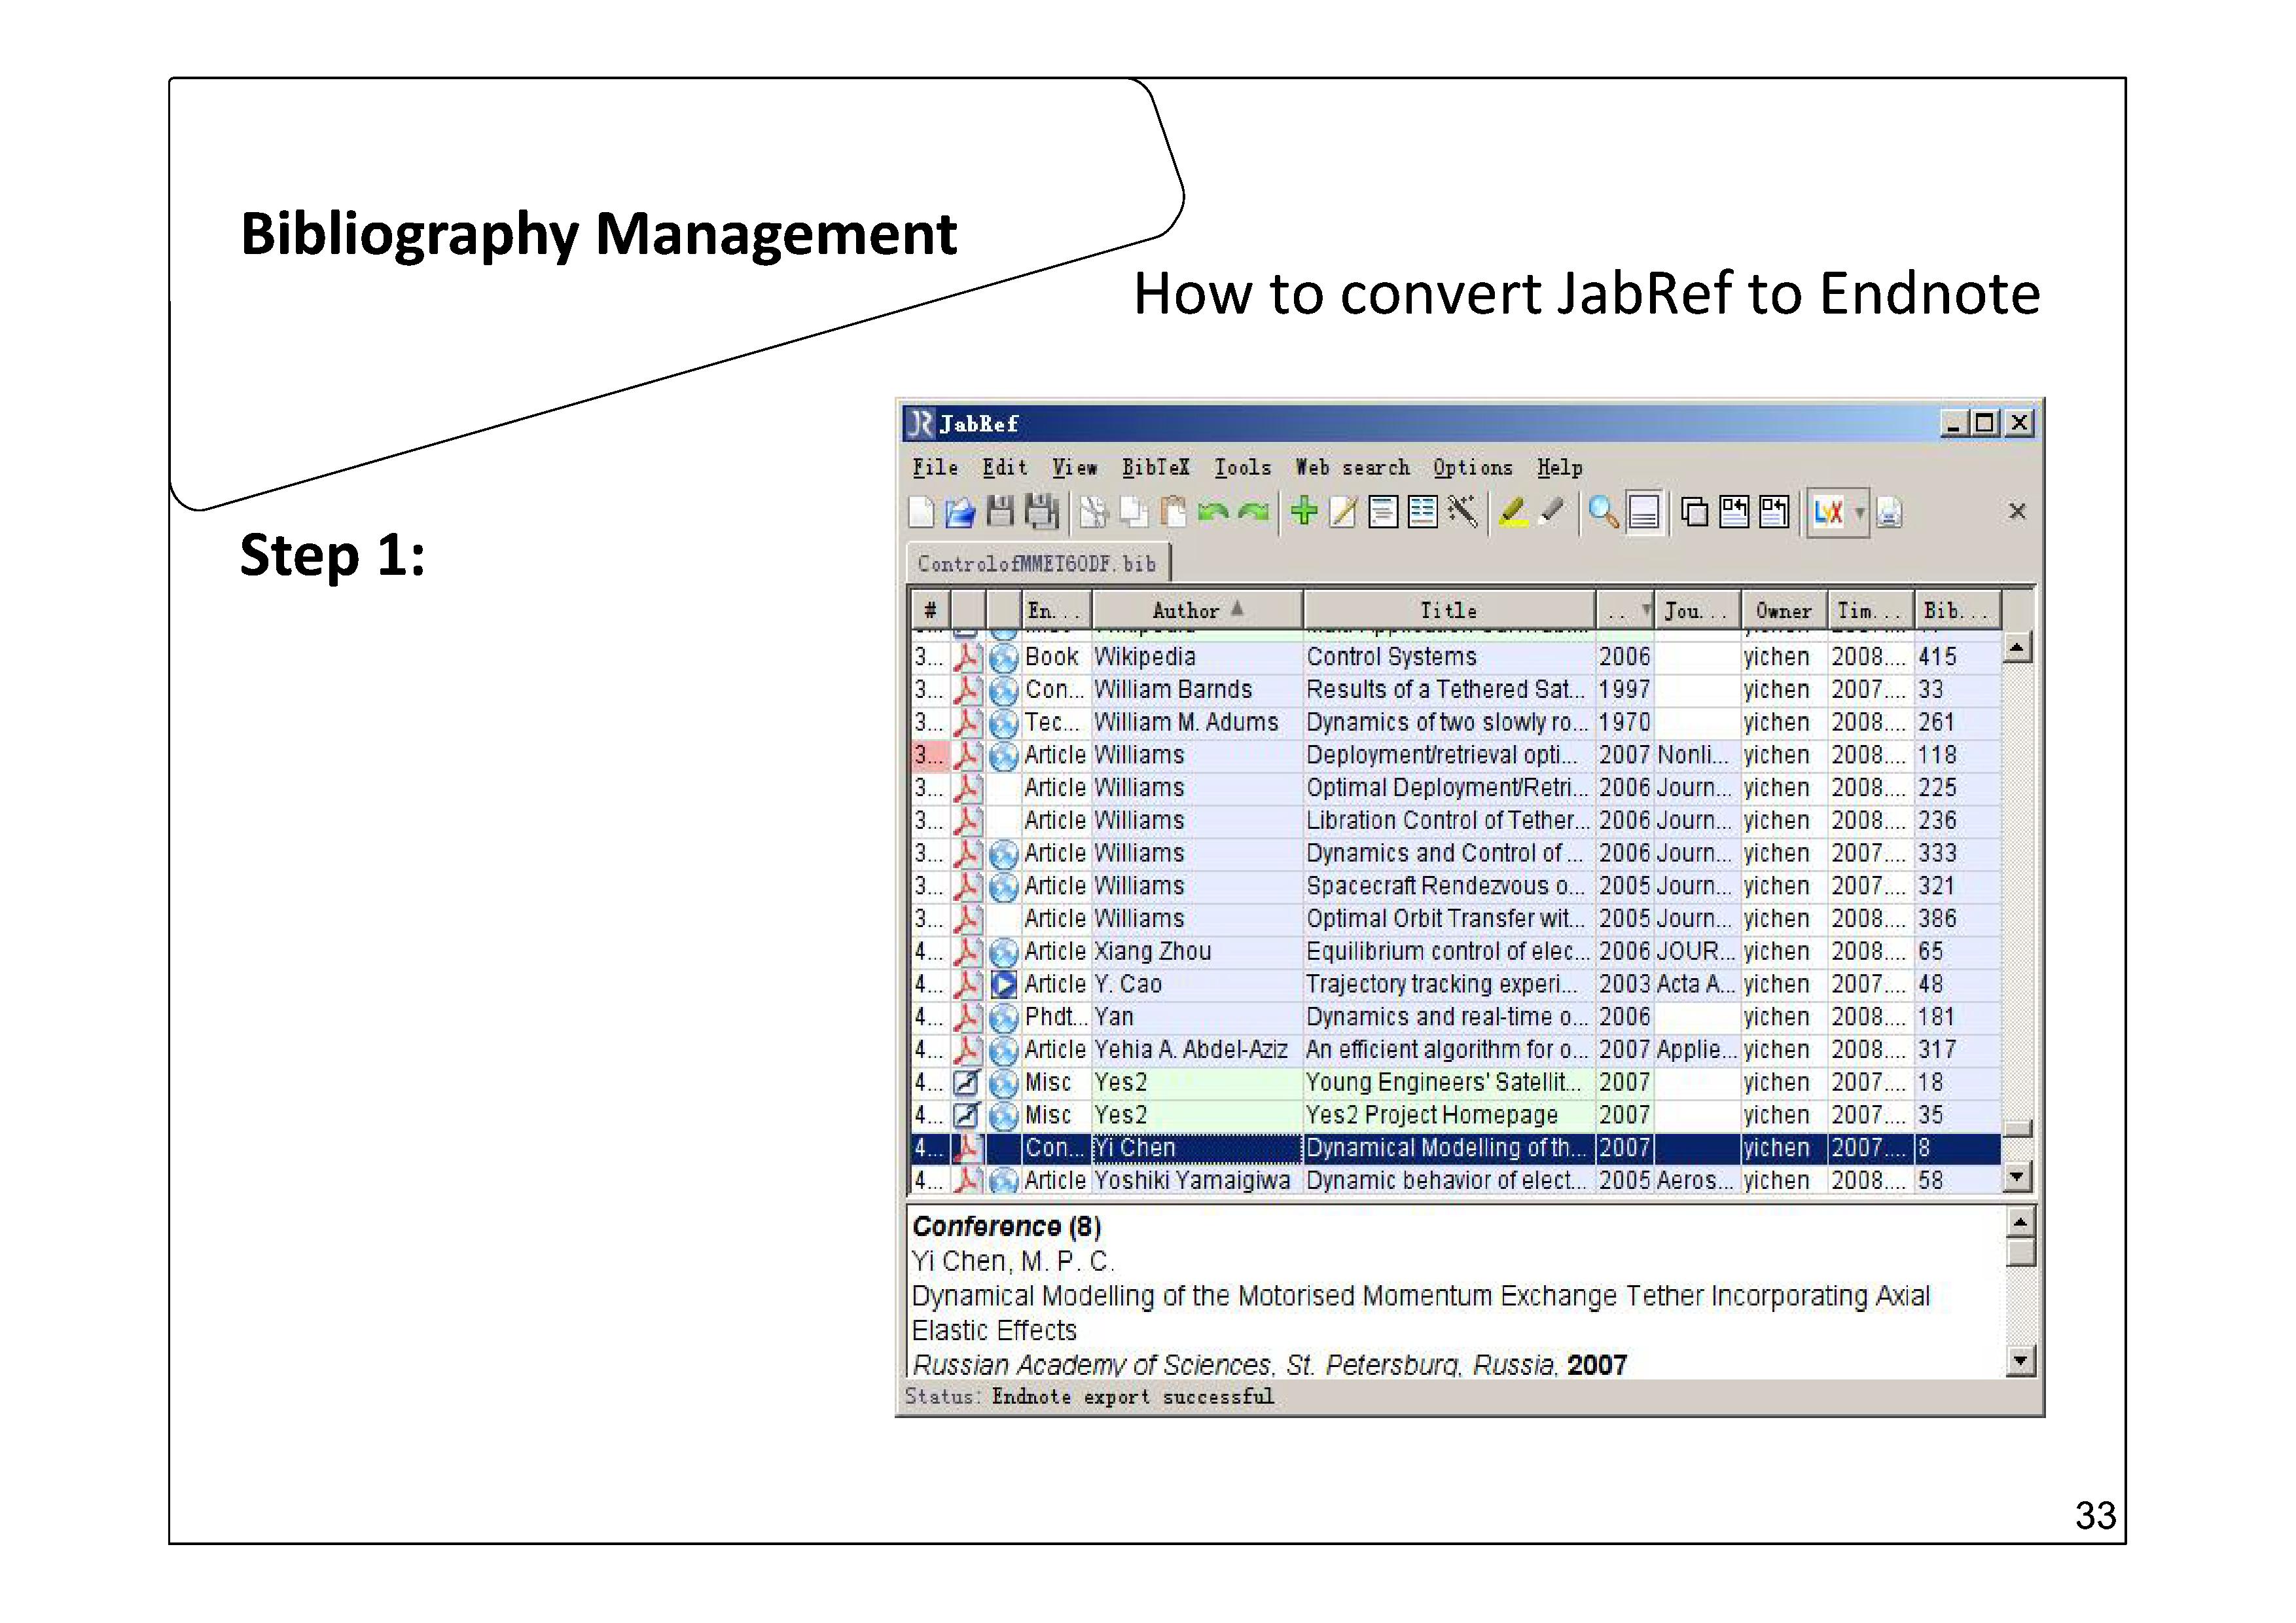 Bibliography Management
How to convert JabRef to Endnote
Step 1:
JabRef
File Edit View BibTeX Tools Web search Options Help
ControlofMMET6ODF.bib
# En... Author Title ... Jou... Owner Tim... Bib...
3... Book Wikipedia Control Systems 2006 yichen 2008.... 415
3... Con... William Barnds Results of a Tethered Sat... 1997 yichen 2007.... 33
3... Tec... William M. Adums Dynamics of two slowly ro... 1970 yichen 2008.... 261
3... Article Williams Deployment/retrieval opti... 2007 Nonli... yichen 2008.... 118
3... Article Williams Optimal Deployment/Retri... 2006 Journ... yichen 2008.... 225
3... Article Williams Libration Control of Tether... 2006 Journ... yichen 2008.... 236
3... Article Williams Dynamics and Control of ... 2006 Journ... yichen 2007.... 333
3... Article Williams Spacecraft Rendezvous o... 2005 Journ... yichen 2007.... 321
3... Article Williams Optimal Orbit Transfer wit... 2005 Journ... yichen 2008.... 386
4... Article Xiang Zhou Equilibrium control of elec... 2006 JOUR... yichen 2008.... 65
4... Article Y. Cao Trajectory tracking experi... 2003 Acta A... yichen 2007.... 48
4... Phdt... Yan Dynamics and real-time o... 2006 yichen 2008.... 181
4... Article Yehia A. Abdel-Aziz An efficient algorithm for o... 2007 Applie... yichen 2008.... 317
4... Misc Yes2 Young Engineers' Satellit... 2007 yichen 2007.... 18
4... Misc Yes2 Yes2 Project Homepage 2007 yichen 2007.... 35
4... Con... Yi Chen Dynamical Modelling of th... 2007 yichen 2007.... 8
4... Article Yoshiki Yamaigiwa Dynamic behavior of elect... 2005 Aeros... yichen 2008.... 58
Conference (8)
Yi Chen, M. P. C.
Dynamical Modelling of the Motorised Momentum Exchange Tether Incorporating Axial
Elastic Effects
Russian Academy of Sciences, St. Petersburg, Russia, 2007
Status: Endnote export successful
33